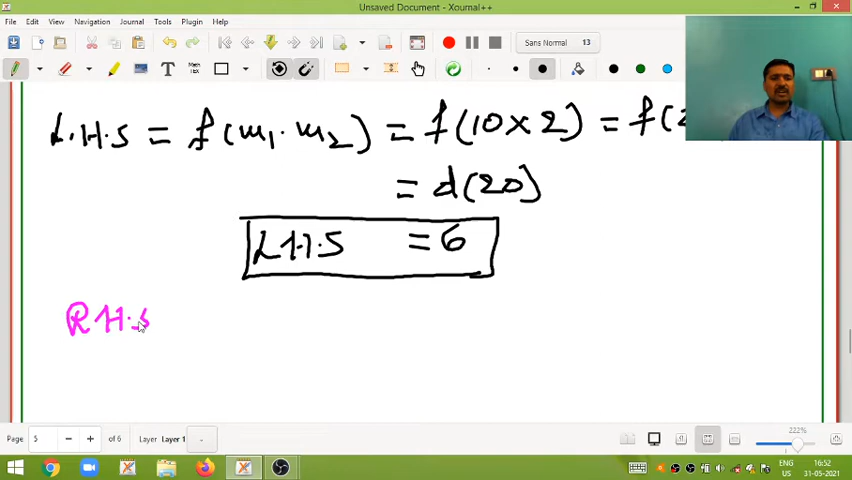 Unsaved Document - Xournal++
File Edit View Navigation Journal Tools Plugin Help
Sans Normal 13
L.H.S = f(m₁·m₂) = f(10×2) = f(2
= d(20)
L.H.S = 6
R.H.S
Page 5 of 6 Layer Layer 1 222%
ENG 16:52
US 31-05-2021